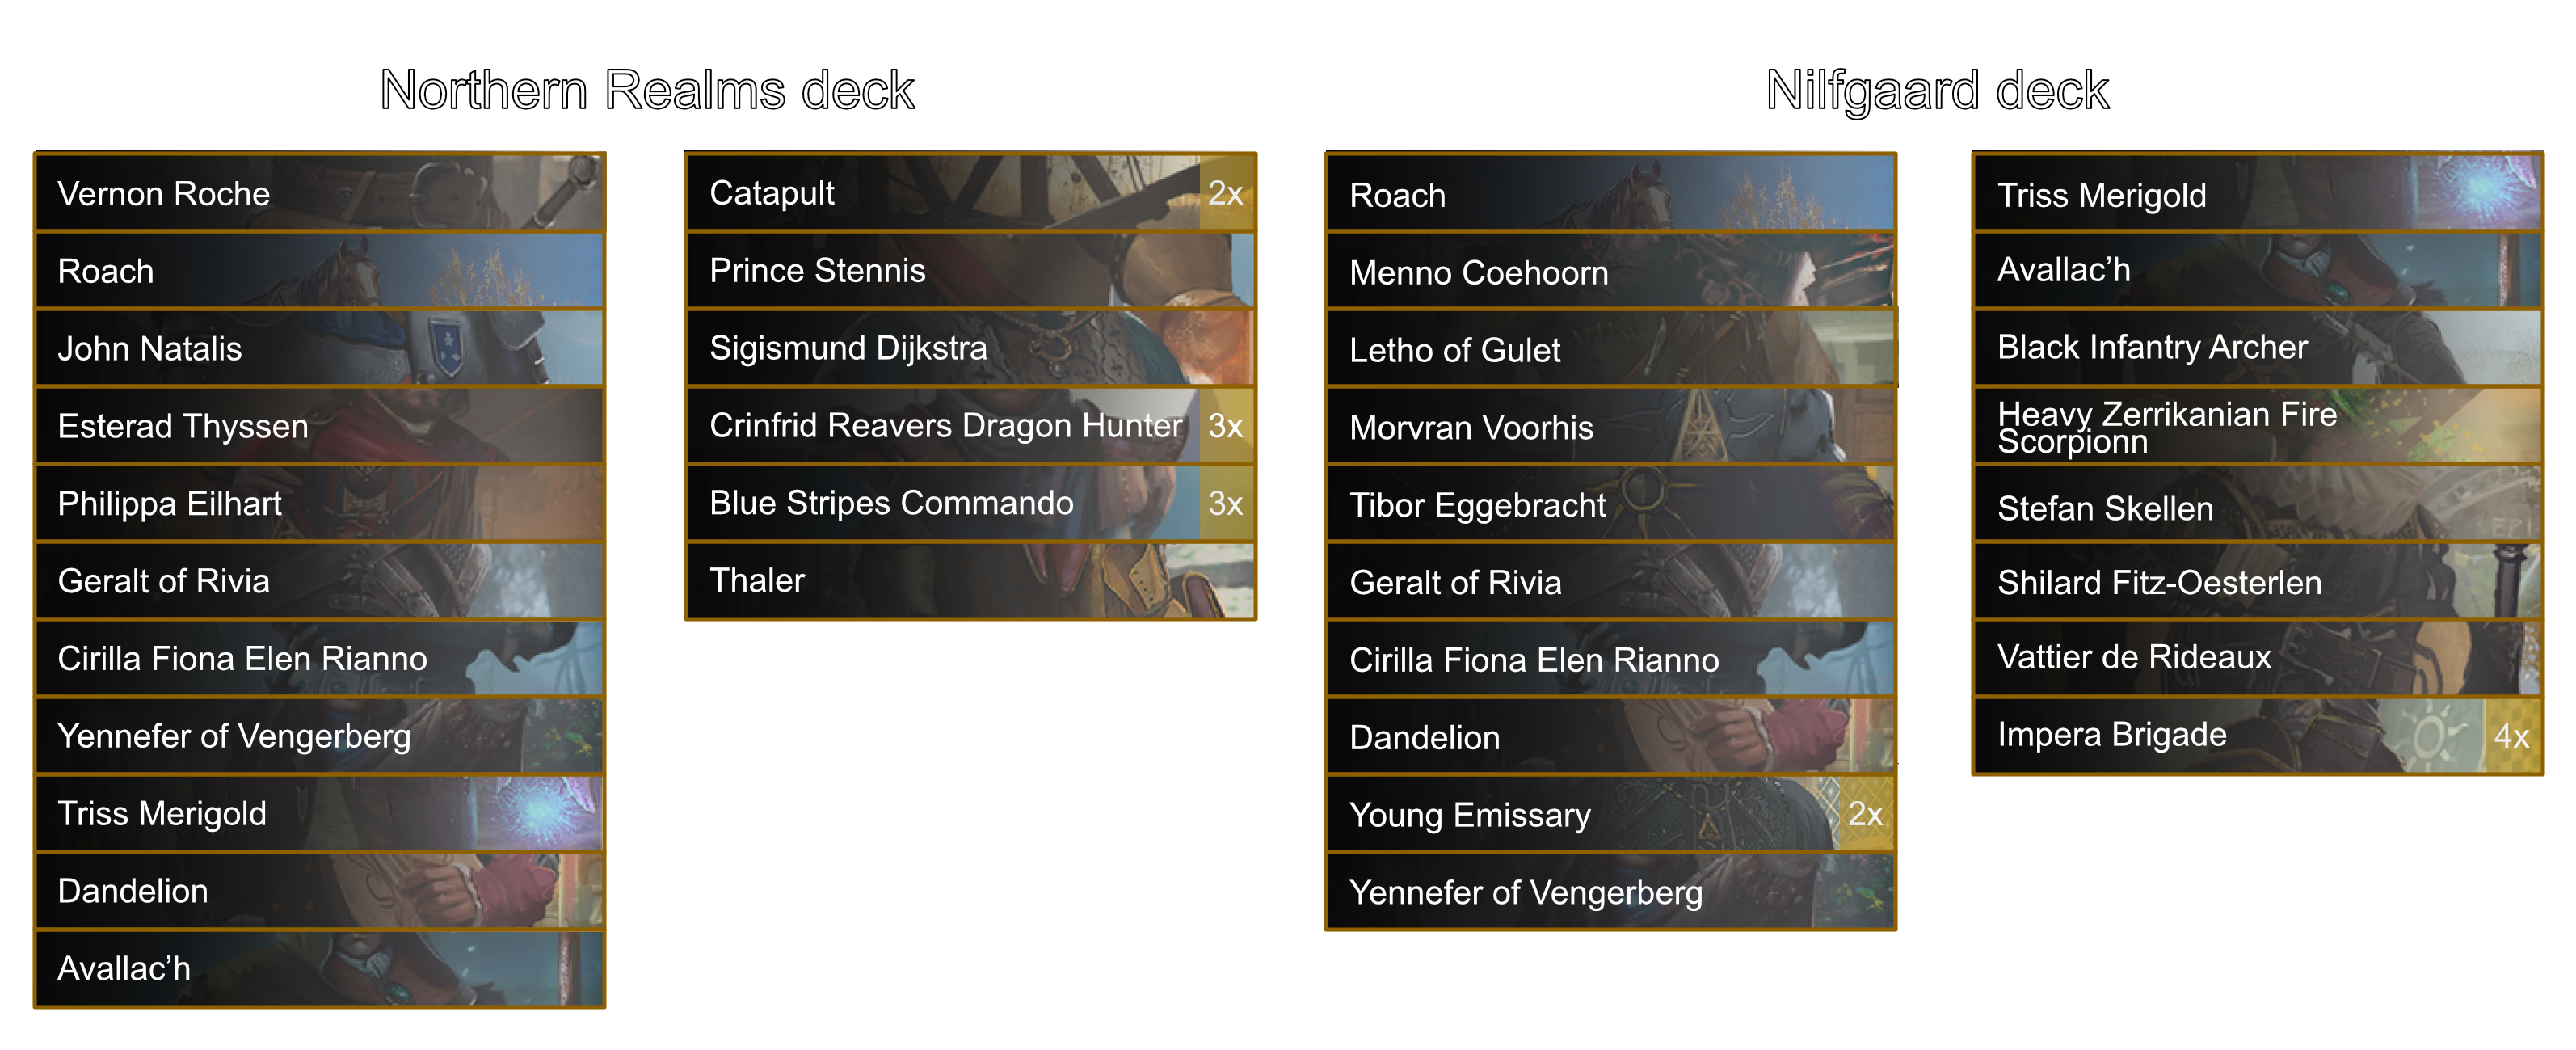 Northern Realms deck
Vernon Roche
Roach
John Natalis
Esterad Thyssen
Philippa Eilhart
Geralt of Rivia
Cirilla Fiona Elen Rianno
Yennefer of Vengerberg
Triss Merigold
Dandelion
Avallac’h
Catapult 2x
Prince Stennis
Sigismund Dijkstra
Crinfrid Reavers Dragon Hunter 3x
Blue Stripes Commando 3x
Thaler
Nilfgaard deck
Roach
Menno Coehoorn
Letho of Gulet
Morvran Voorhis
Tibor Eggebracht
Geralt of Rivia
Cirilla Fiona Elen Rianno
Dandelion
Young Emissary 2x
Yennefer of Vengerberg
Triss Merigold
Avallac’h
Black Infantry Archer
Heavy Zerrikanian Fire
Scorpionn
Stefan Skellen
Shilard Fitz-Oesterlen
Vattier de Rideaux
Impera Brigade 4x